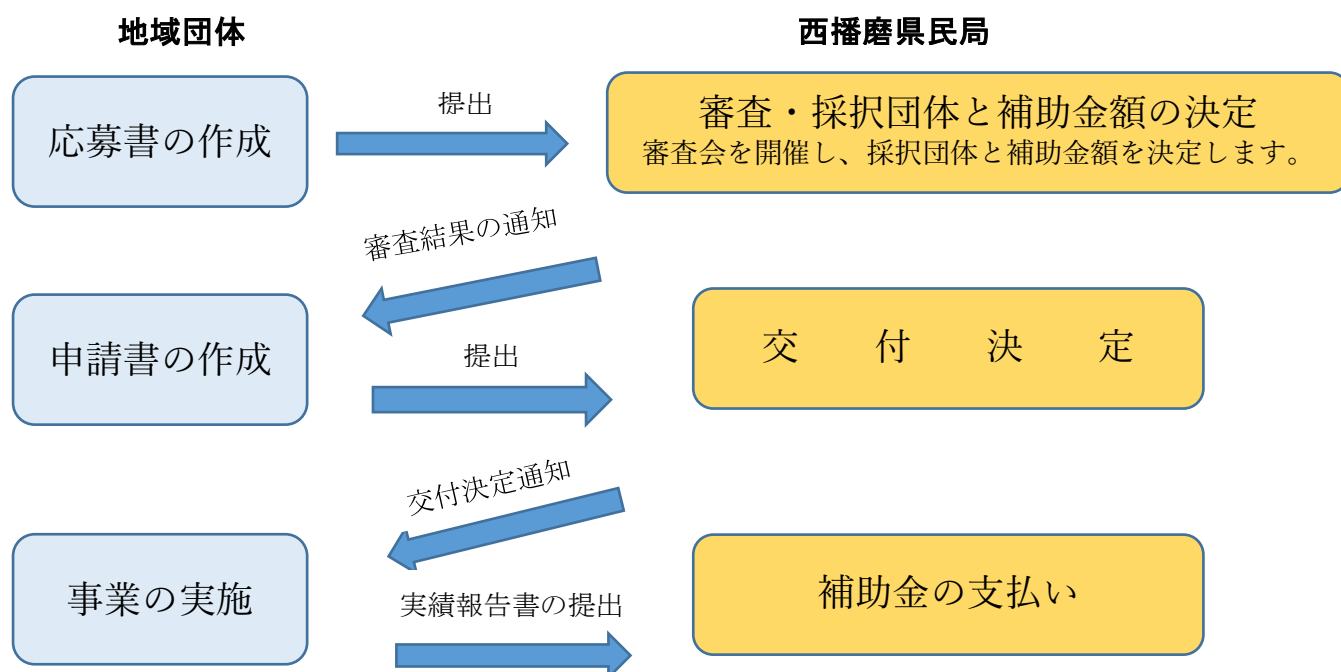 地域団体
西播磨県民局
応募書の作成
提出
審査・採択団体と補助金額の決定
審査会を開催し、採択団体と補助金額を決定します。
審査結果の通知
申請書の作成
提出
交 付 決 定
交付決定通知
事業の実施
実績報告書の提出
補助金の支払い